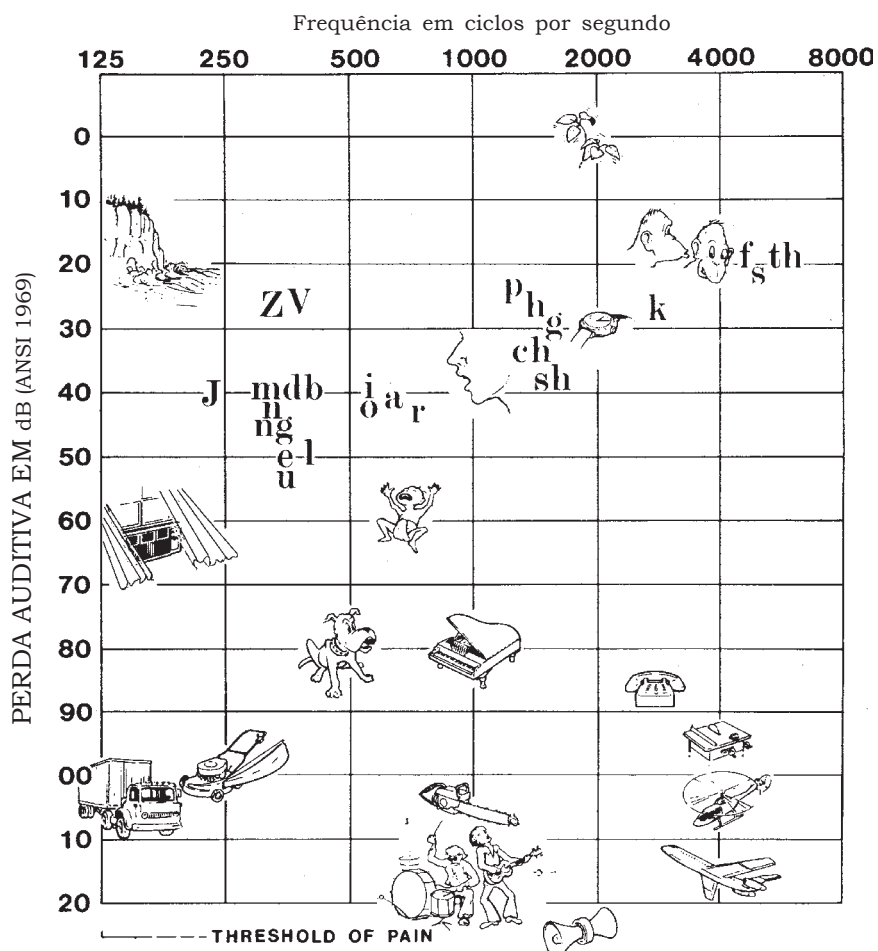 Frequência em ciclos por segundo
125 250 500 1000 2000 4000 8000
PERDA AUDITIVA EM dB (ANSI 1969)
0
10
20
f s th
Z V
p h g
k
30
ch
sh
40
J
m d b
n
ng
i
o a r
50
e l
u
60
70
80
90
00
10
20
THRESHOLD OF PAIN